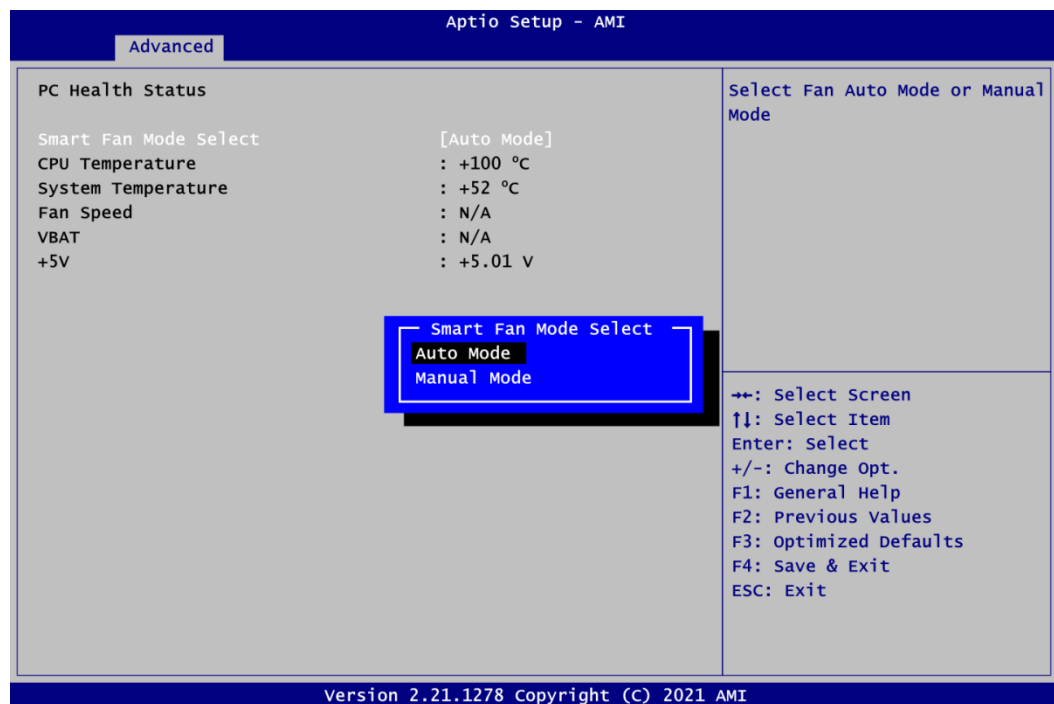 Aptio Setup - AMI
Advanced
PC Health Status
Smart Fan Mode Select [Auto Mode]
CPU Temperature : +100 °C
System Temperature : +52 °C
Fan Speed : N/A
VBAT : N/A
+5V : +5.01 V
Smart Fan Mode Select
Auto Mode
Manual Mode
Select Fan Auto Mode or Manual
Mode
→←: Select Screen
↑↓: Select Item
Enter: Select
+/-: Change Opt.
F1: General Help
F2: Previous Values
F3: Optimized Defaults
F4: Save & Exit
ESC: Exit
Version 2.21.1278 Copyright (C) 2021 AMI